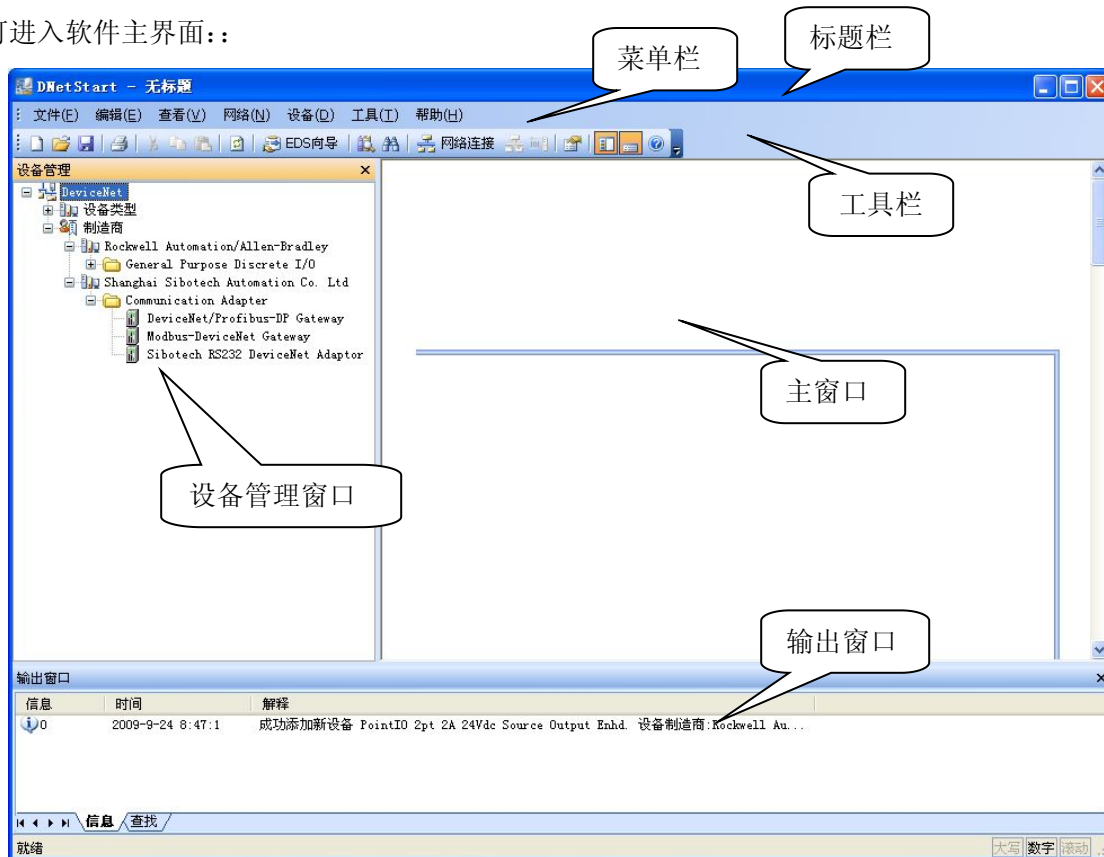 可进入软件主界面::
菜单栏
标题栏
DNetStart - 无标题
文件(F) 编辑(E) 查看(V) 网络(N) 设备(D) 工具(T) 帮助(H)
EDS向导 网络连接
工具栏
设备管理
DeviceNet
设备类型
制造商
Rockwell Automation/Allen-Bradley
General Purpose Discrete I/O
Shanghai Sibotech Automation Co. Ltd
Communication Adapter
DeviceNet/Profibus-DP Gateway
Modbus-DeviceNet Gateway
Sibotech RS232 DeviceNet Adaptor
主窗口
设备管理窗口
输出窗口
输出窗口
信息 时间 解释
0 2009-9-24 8:47:1 成功添加新设备 PointIO 2pt 2A 24Vdc Source Output Enhd. 设备制造商:Rockwell Au...
信息 查找
就绪
大写 数字 滚动